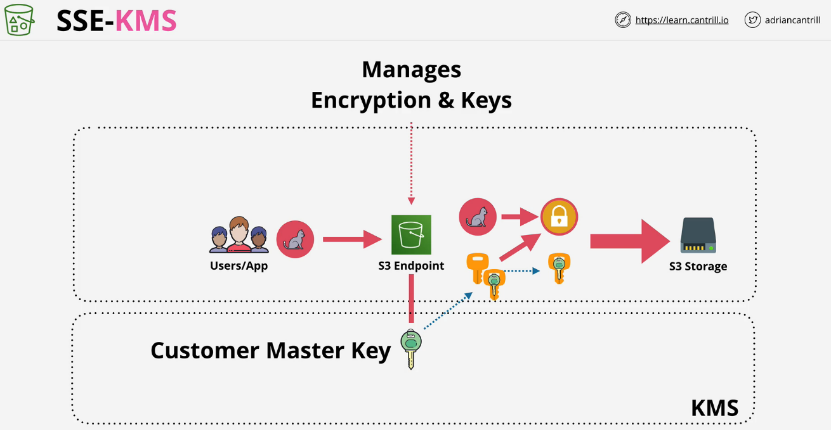 SSE-KMS
https://learn.cantrill.io
adriancantrill
Manages
Encryption & Keys
Users/App
S3 Endpoint
S3 Storage
Customer Master Key
KMS